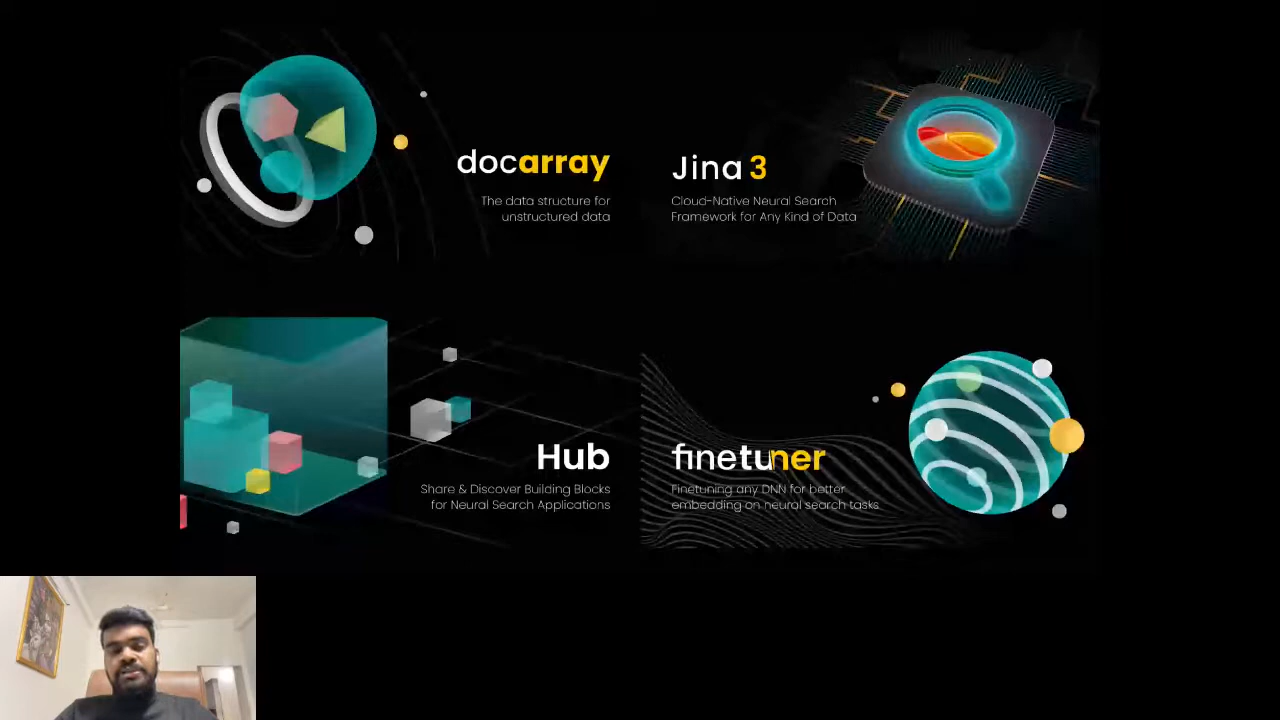 docarray
The data structure for
unstructured data
Jina 3
Cloud-Native Neural Search
Framework for Any Kind of Data
Hub
Share & Discover Building Blocks
for Neural Search Applications
finetuner
Finetuning any DNN for better
embedding on neural search tasks